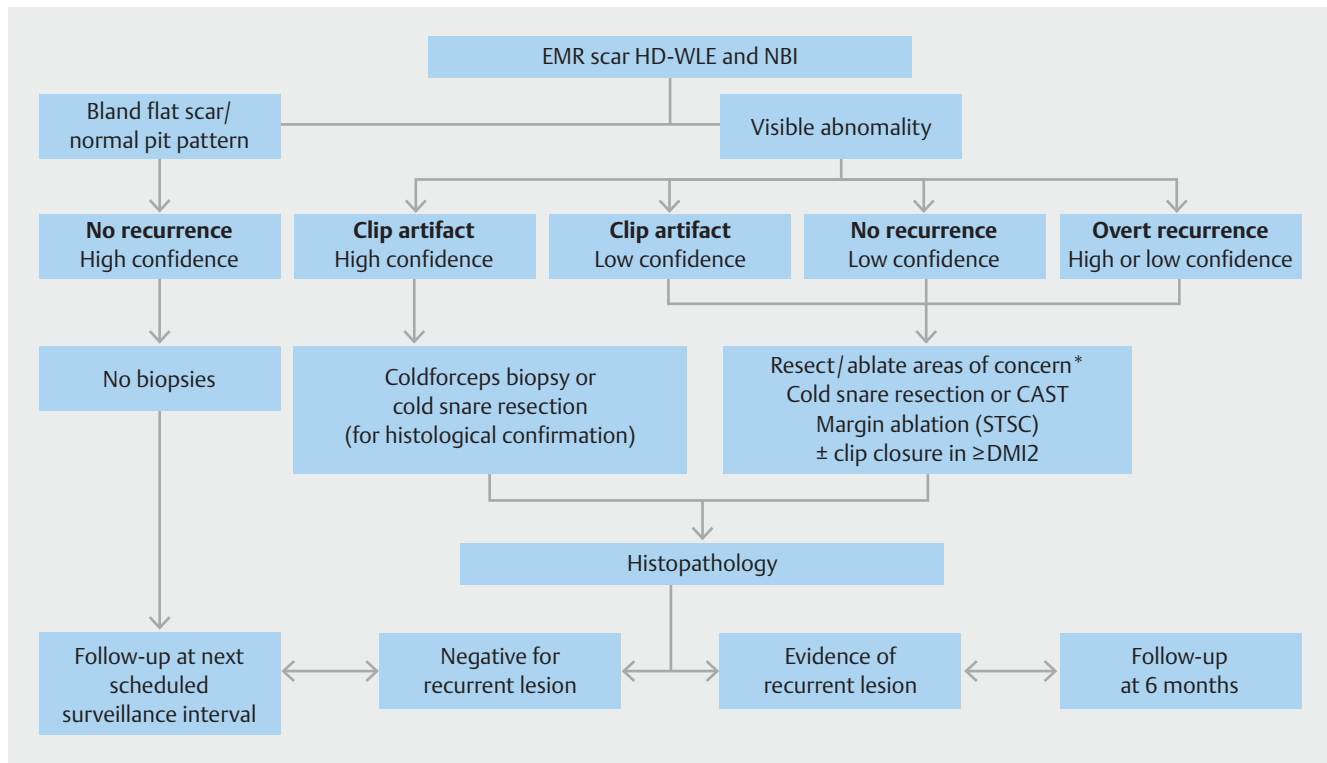 EMR scar HD-WLE and NBI
Bland flat scar/
normal pit pattern
Visible abnomality
No recurrence
High confidence
Clip artifact
High confidence
Clip artifact
Low confidence
No recurrence
Low confidence
Overt recurrence
High or low confidence
No biopsies
Coldforceps biopsy or
cold snare resection
(for histological confirmation)
Resect/ablate areas of concern*
Cold snare resection or CAST
Margin ablation (STSC)
± clip closure in ≥DMI2
Histopathology
Follow-up at next
scheduled
surveillance interval
Negative for
recurrent lesion
Evidence of
recurrent lesion
Follow-up
at 6 months